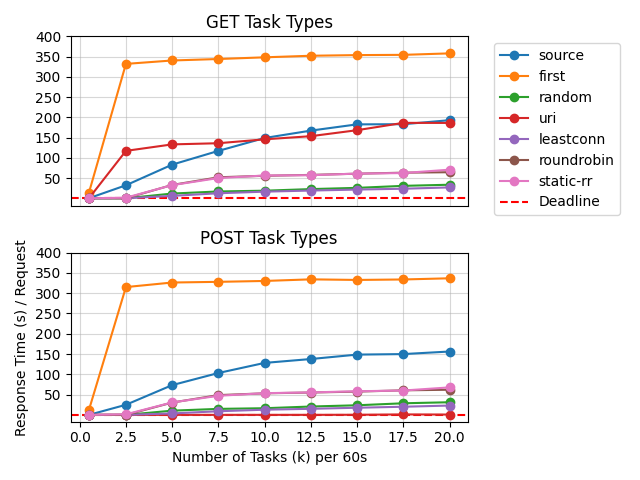 GET Task Types
400
350
300
250
200
150
100
50
source
first
random
uri
leastconn
roundrobin
static-rr
Deadline
POST Task Types
400
350
300
250
200
150
100
50
Response Time (s) / Request
0.0 2.5 5.0 7.5 10.0 12.5 15.0 17.5 20.0
Number of Tasks (k) per 60s